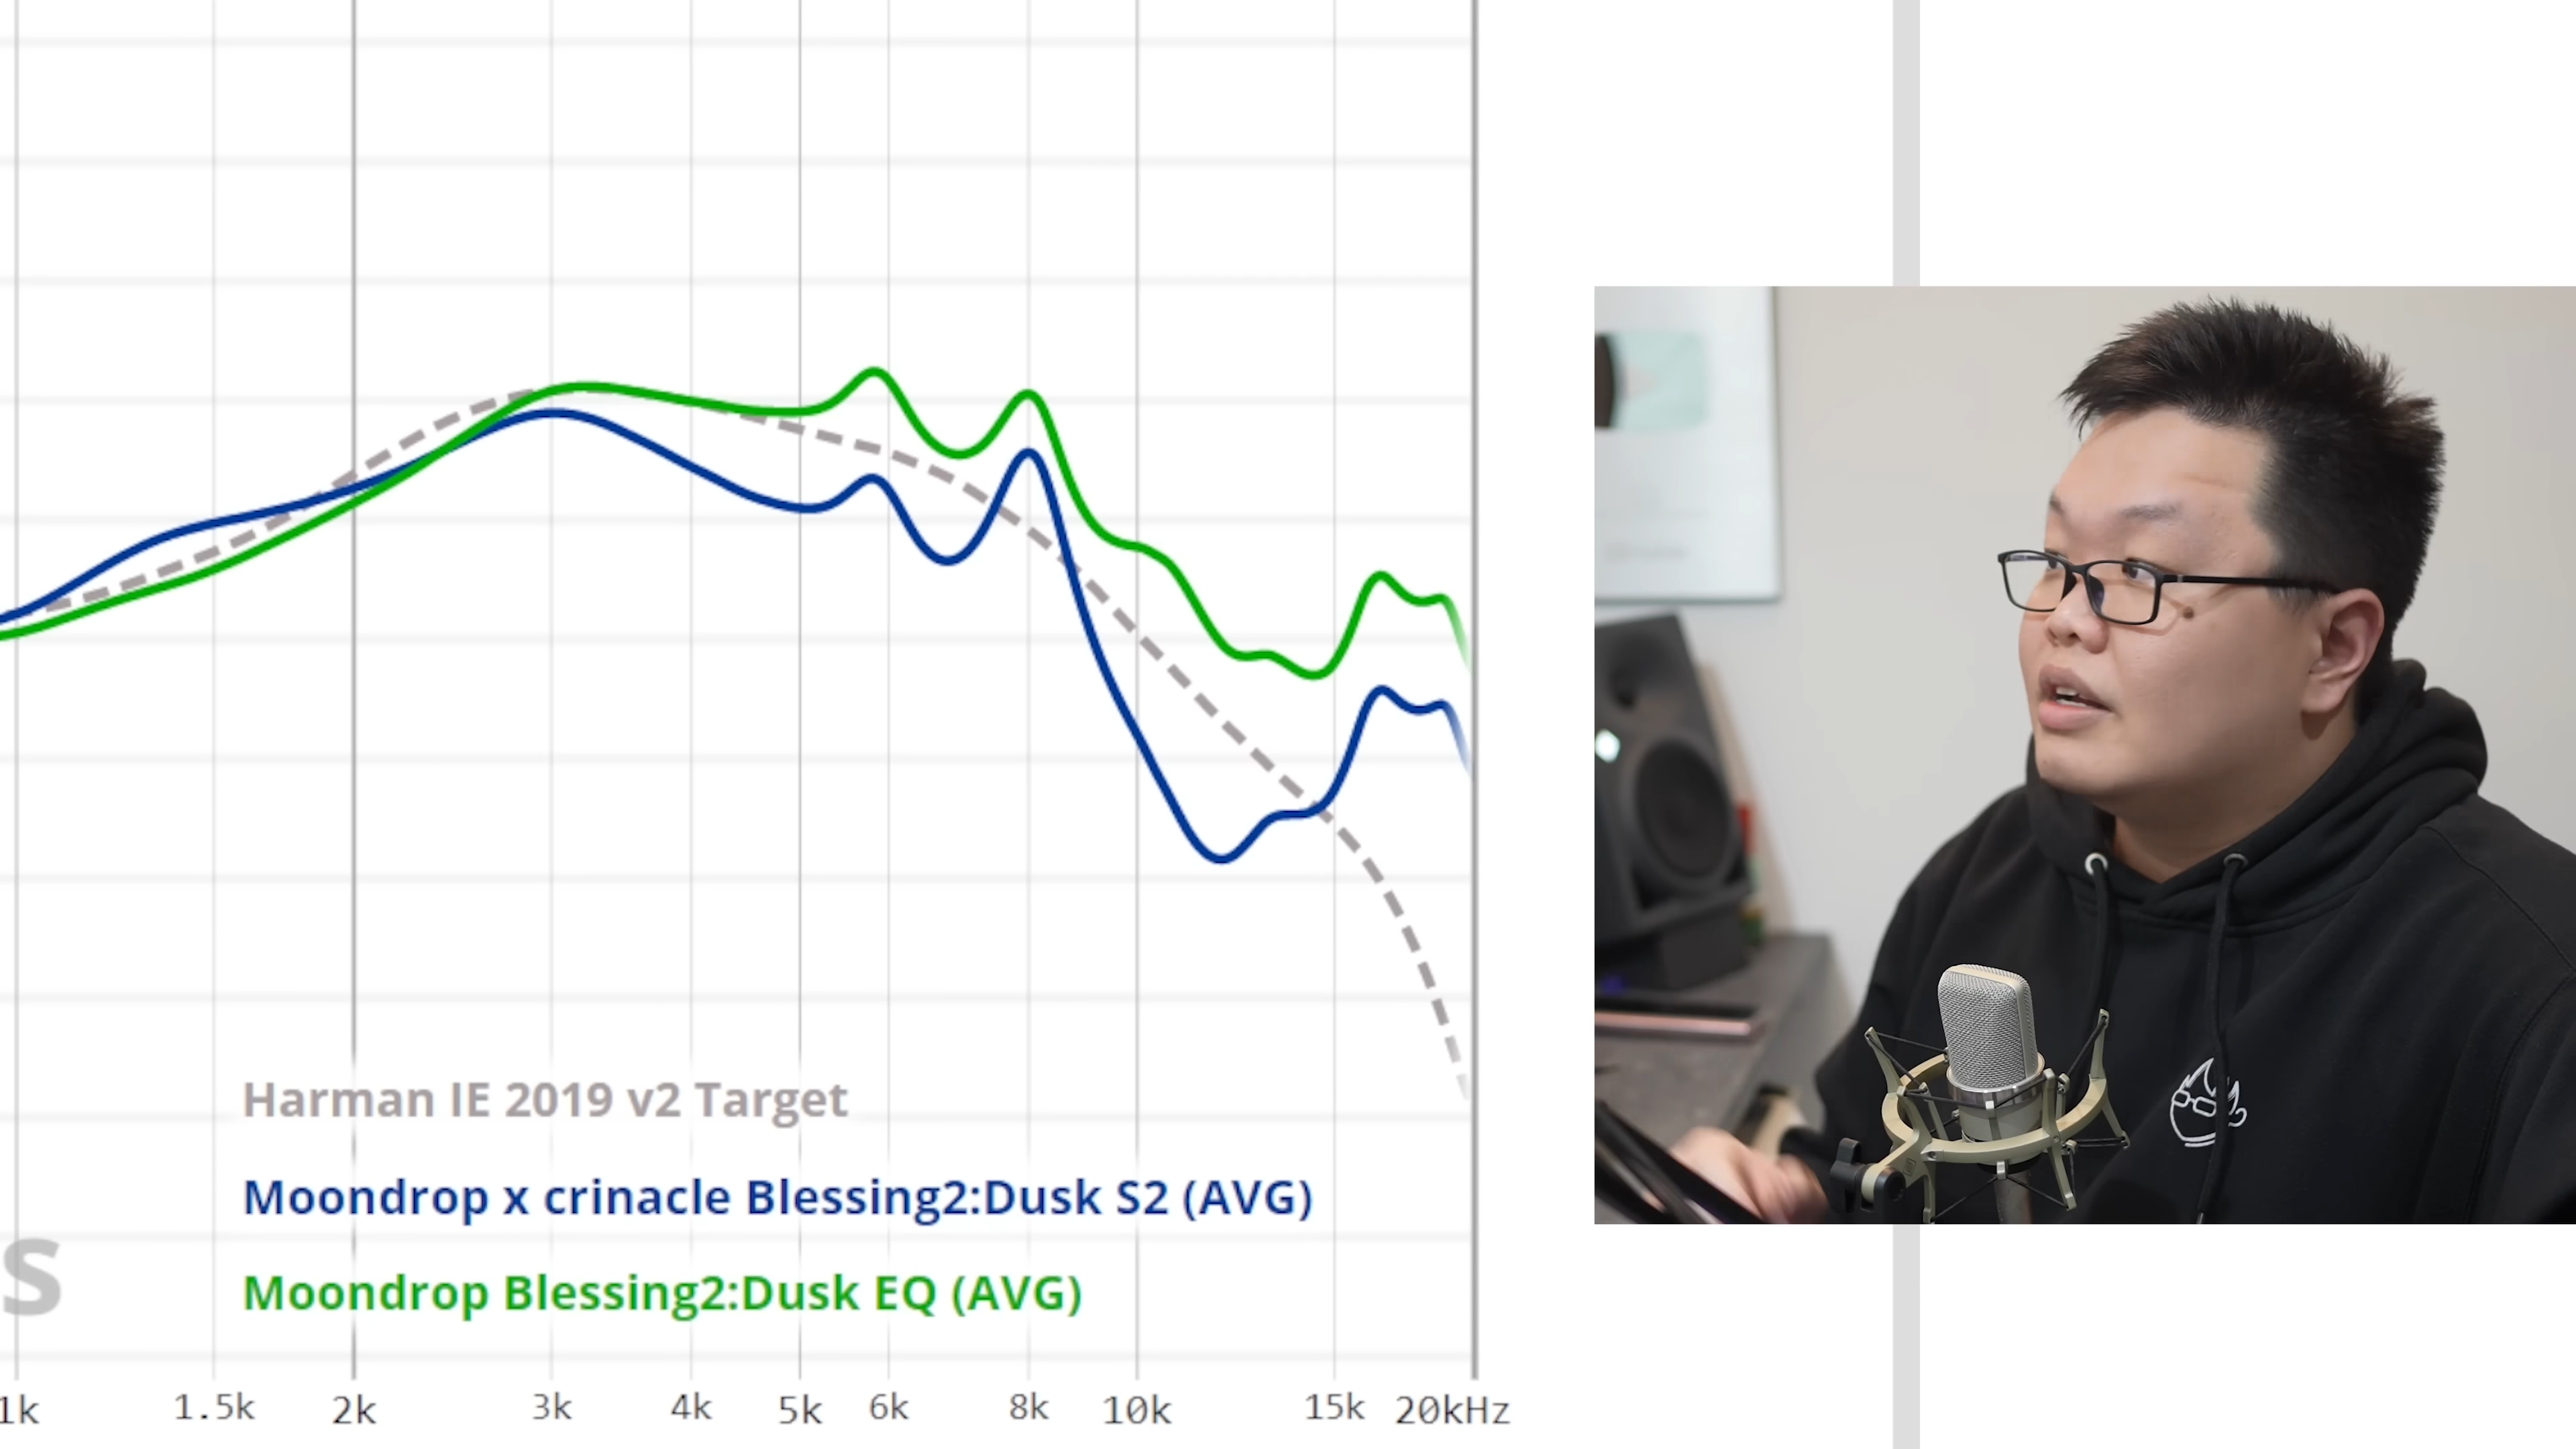 Harman IE 2019 v2 Target
Moondrop x crinacle Blessing2:Dusk S2 (AVG)
s
Moondrop Blessing2:Dusk EQ (AVG)
1k 1.5k 2k 3k 4k 5k 6k 8k 10k 15k 20kHz